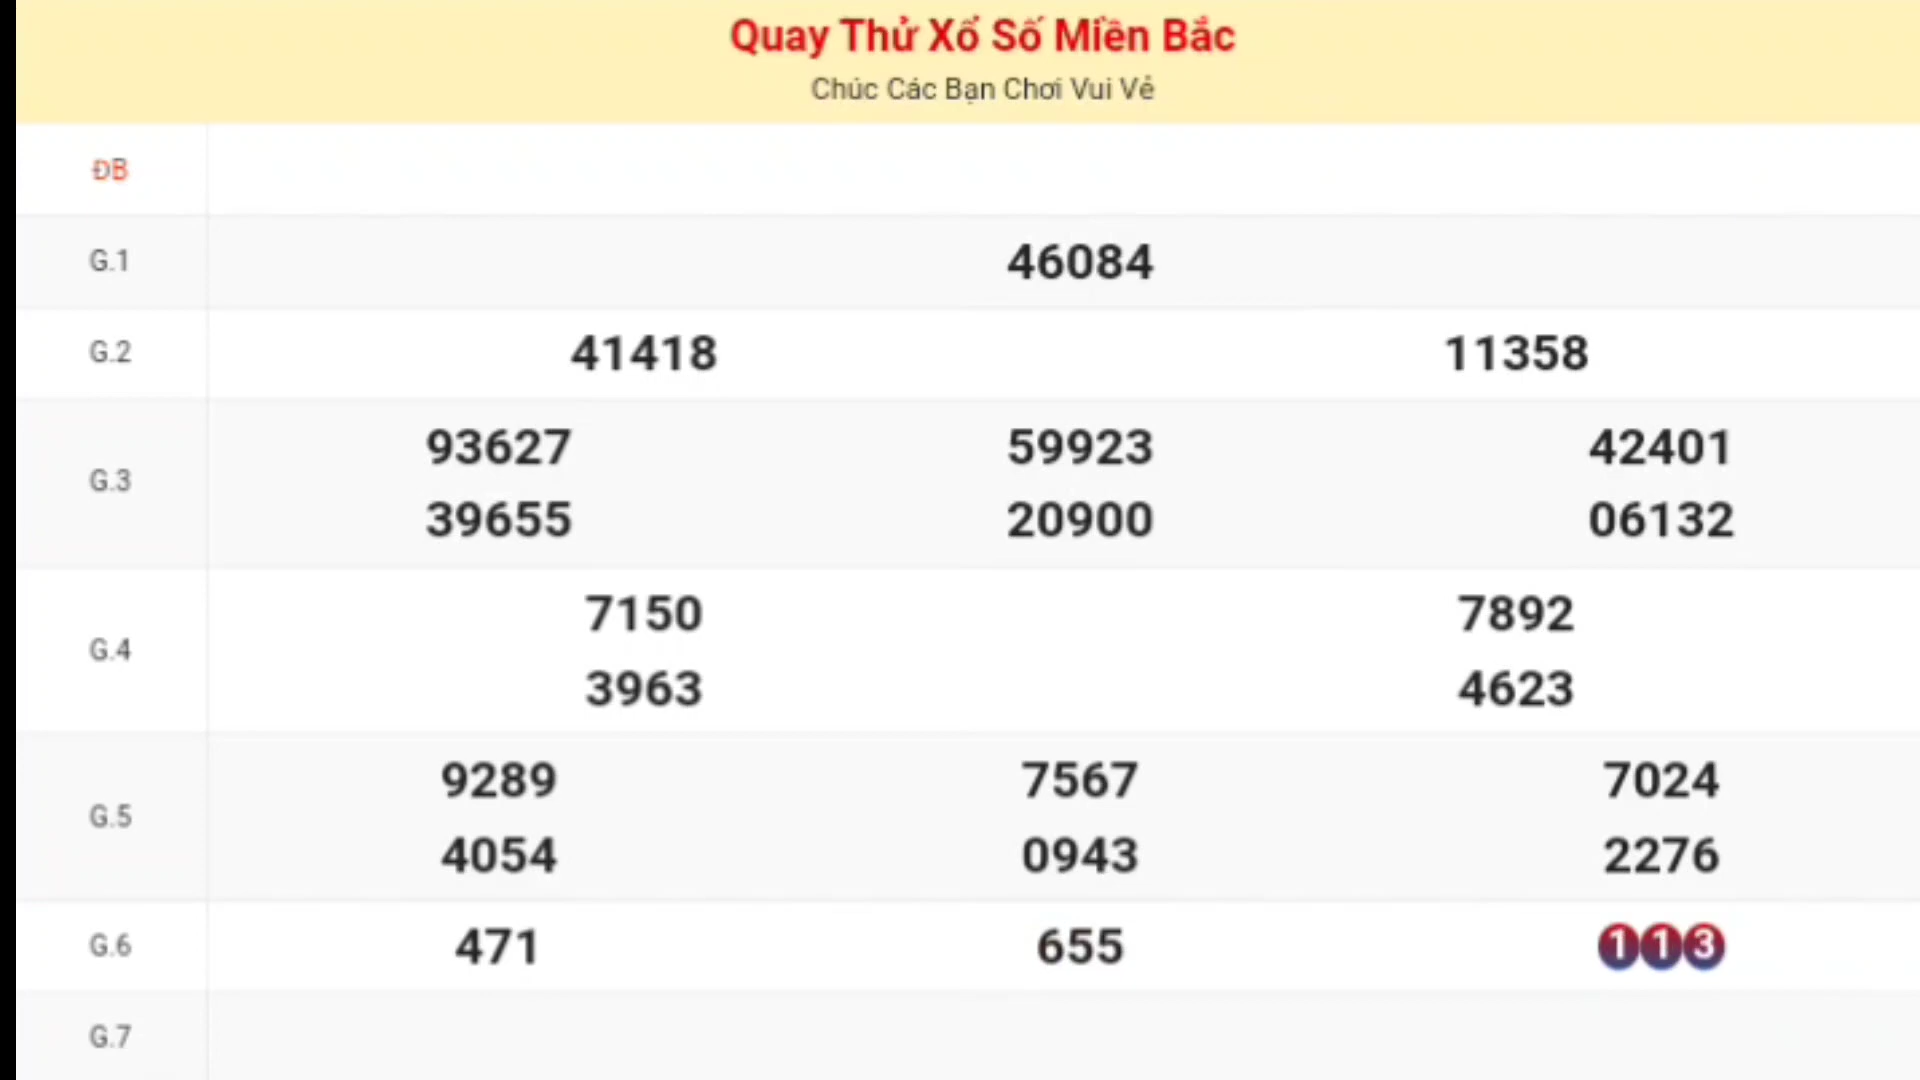 Quay Thử Xổ Số Miền Bắc
Chúc Các Bạn Chơi Vui Vẻ
ĐB
G.1 46084
G.2 41418 11358
G.3 93627 59923 42401
39655 20900 06132
G.4 7150 7892
3963 4623
G.5 9289 7567 7024
4054 0943 2276
G.6 471 655 113
G.7